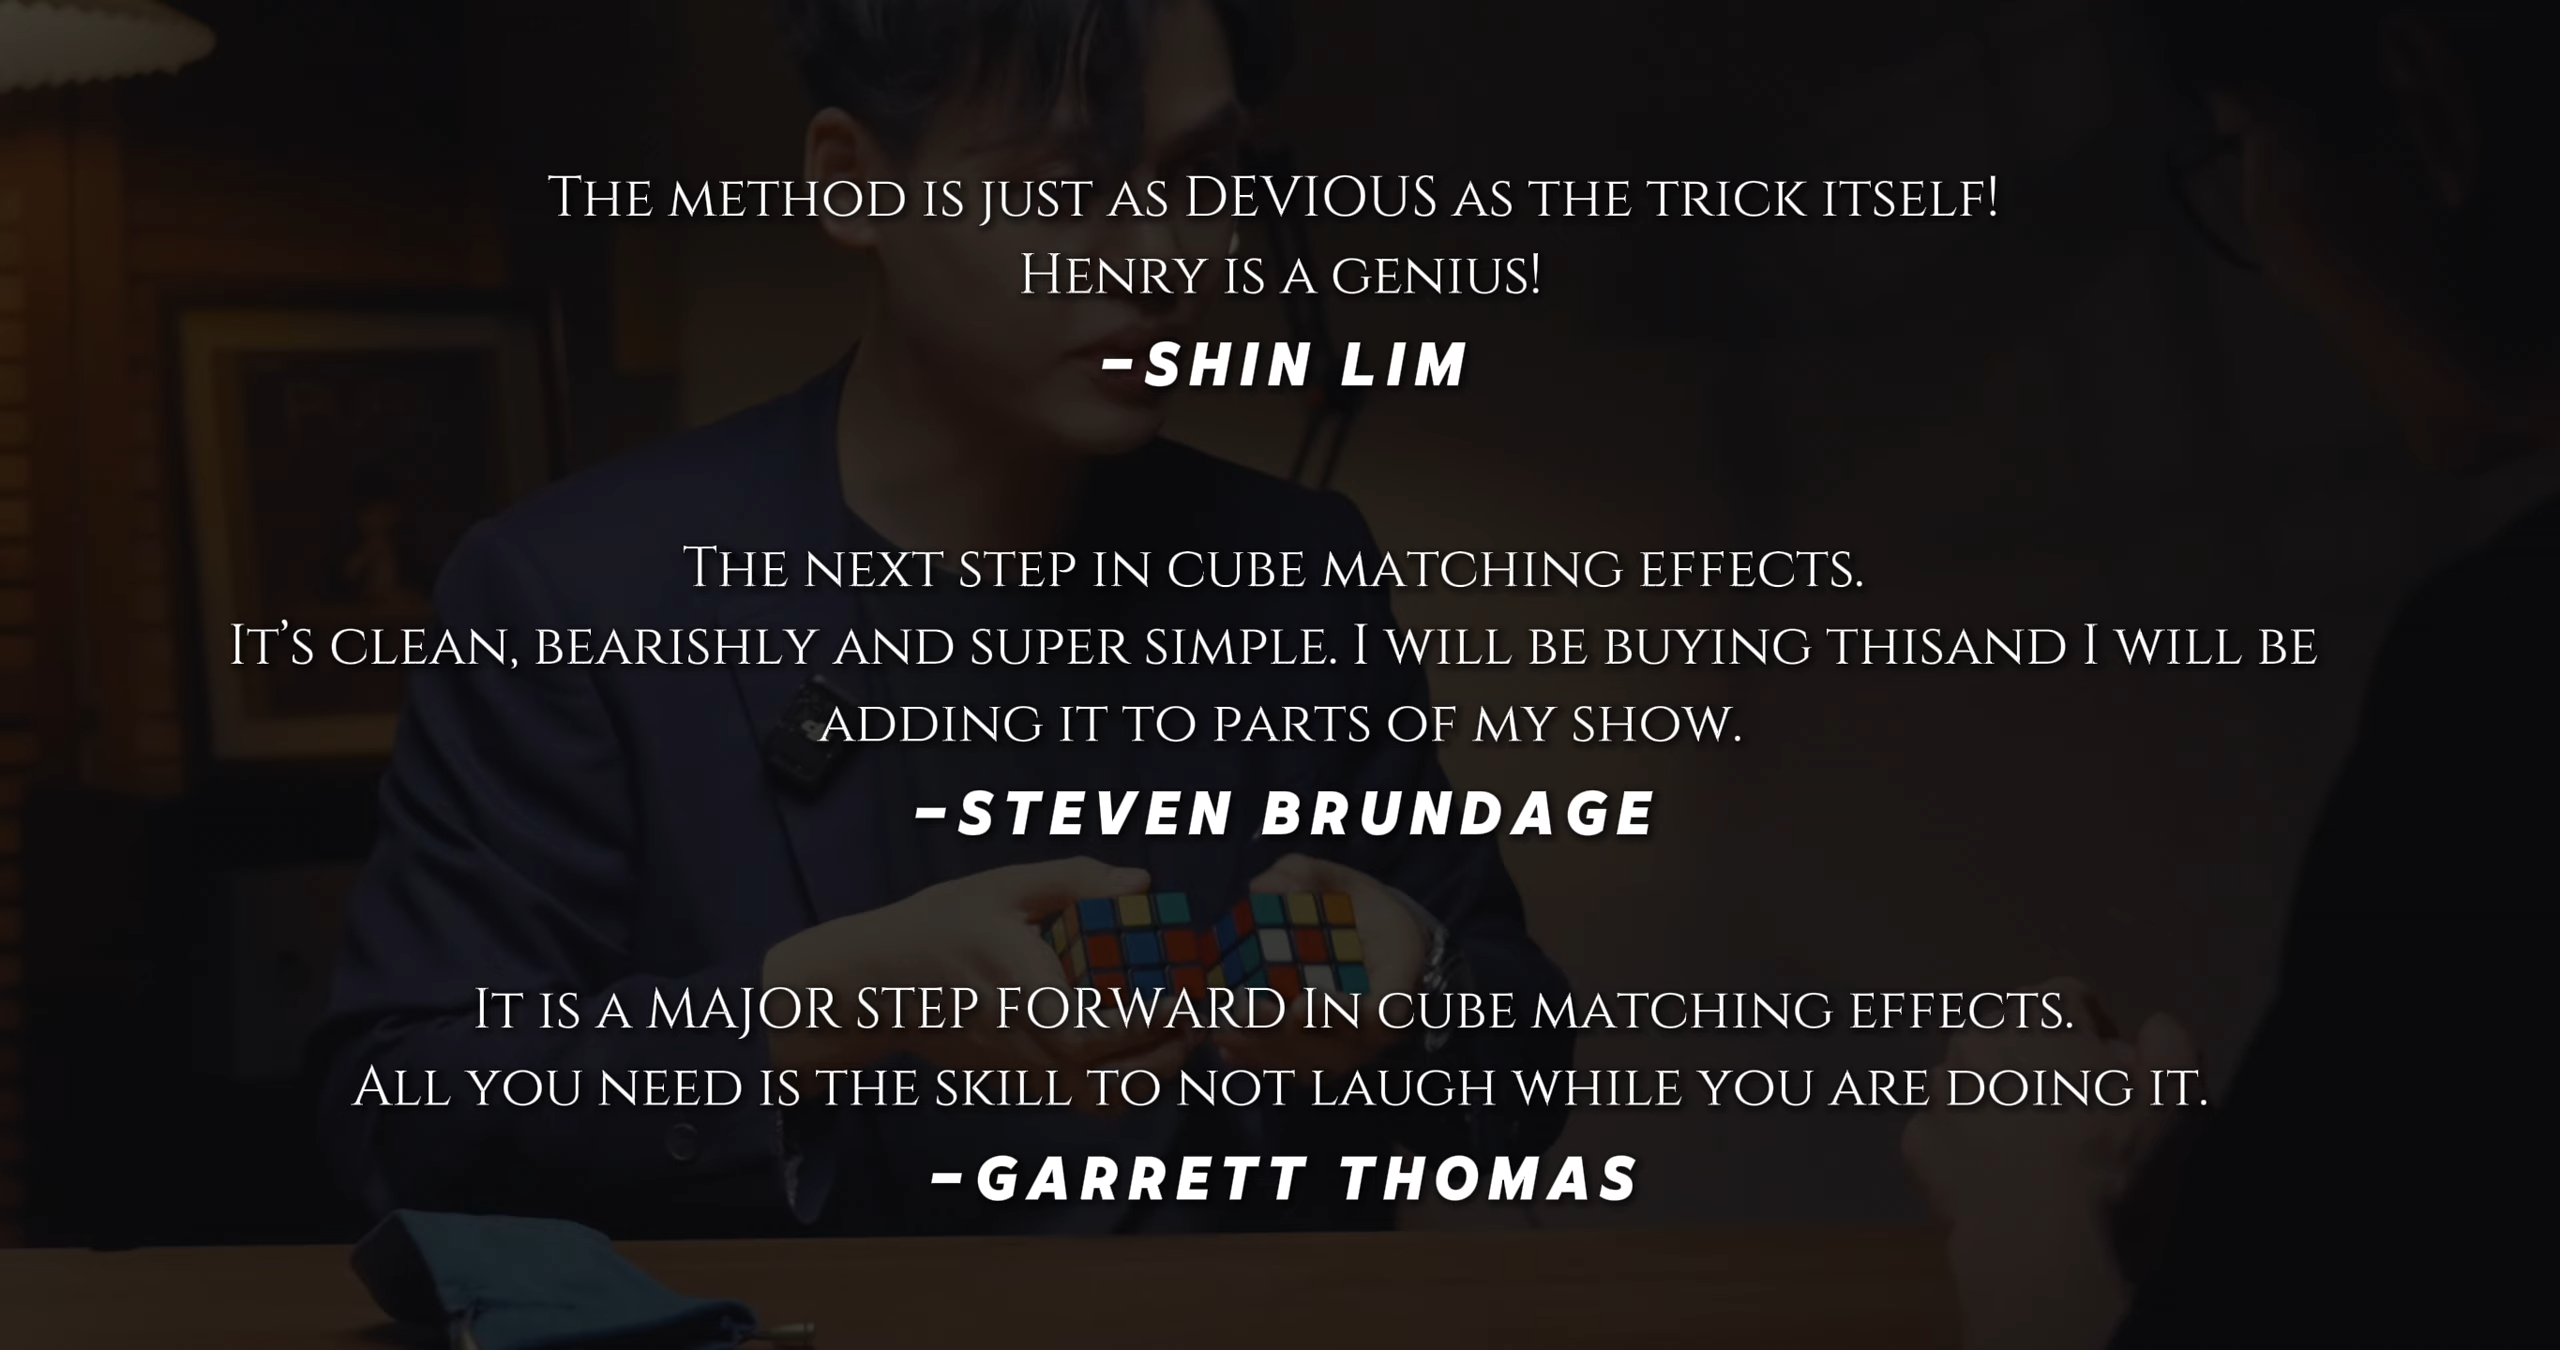 The method is just as DEVIOUS as the trick itself!
Henry is a genius!
-SHIN LIM
The next step in cube matching effects.
It’s clean, bearishly and super simple. I will be buying thisand I will be
adding it to parts of my show.
-STEVEN BRUNDAGE
It is a MAJOR STEP FORWARD In cube matching effects.
All you need is the skill to not laugh while you are doing it.
-GARRETT THOMAS